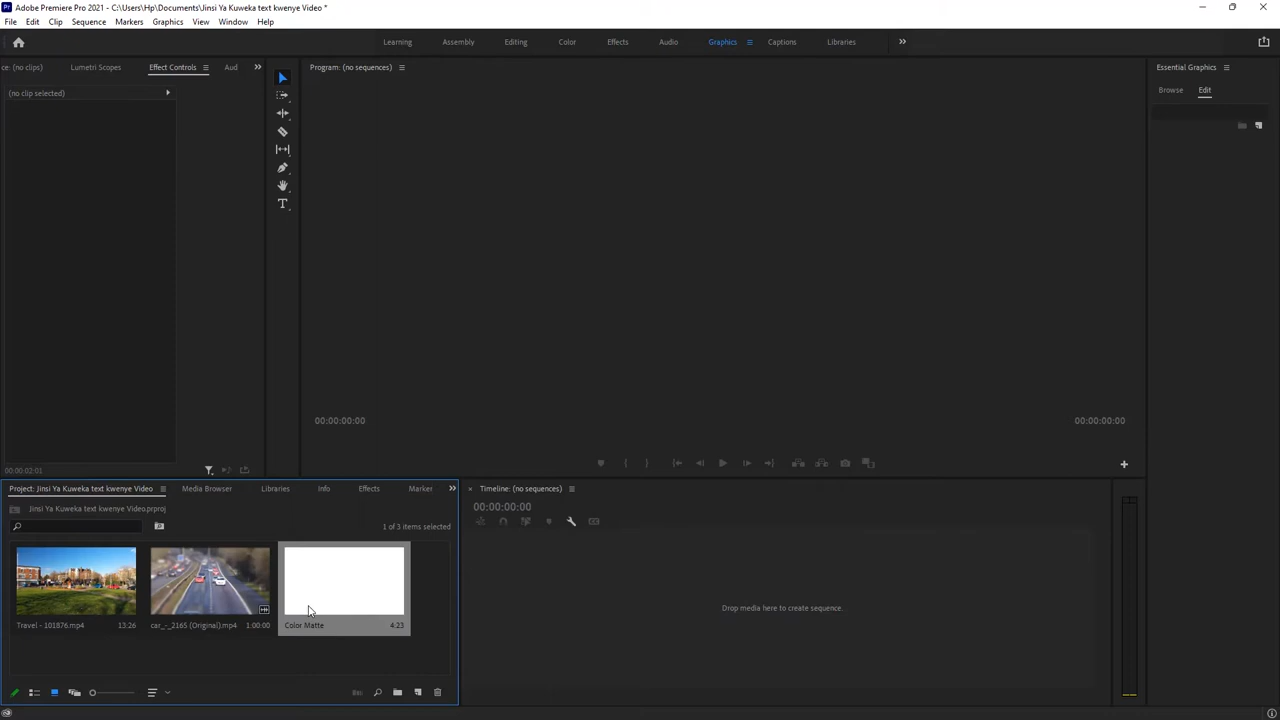 Pr Adobe Premiere Pro 2021 - C:\Users\Hp\Documents\Jinsi Ya Kuweka text kwenye Video *
File Edit Clip Sequence Markers Graphics View Window Help
Learning Assembly Editing Color Effects Graphics Audio Captions Libraries
ce: (no clips) Lumetri Scopes Effect Controls Aud
Program: (no sequences)
Essential Graphics
(no clip selected)
Browse Edit
00:00:00:00 00:00:00:00
00:00:02:01
Project: Jinsi Ya Kuweka text kwenye Video Media Browser Libraries Info Effects Marker
Timeline: (no sequences)
Jinsi Ya Kuweka text kwenye Video.prproj
00:00:00:00
1 of 3 items selected
Drop media here to create sequence.
Travel - 101876.mp4 13:26
car_-_2165 (Original).mp4 1:00:00
Color Matte 4:23